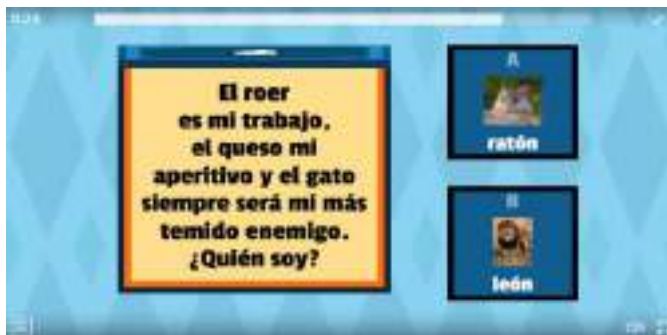 El roer
es mi trabajo,
el queso mi
aperitivo y el gato
siempre será mi más
temido enemigo.
¿Quién soy?
A
ratón
B
león